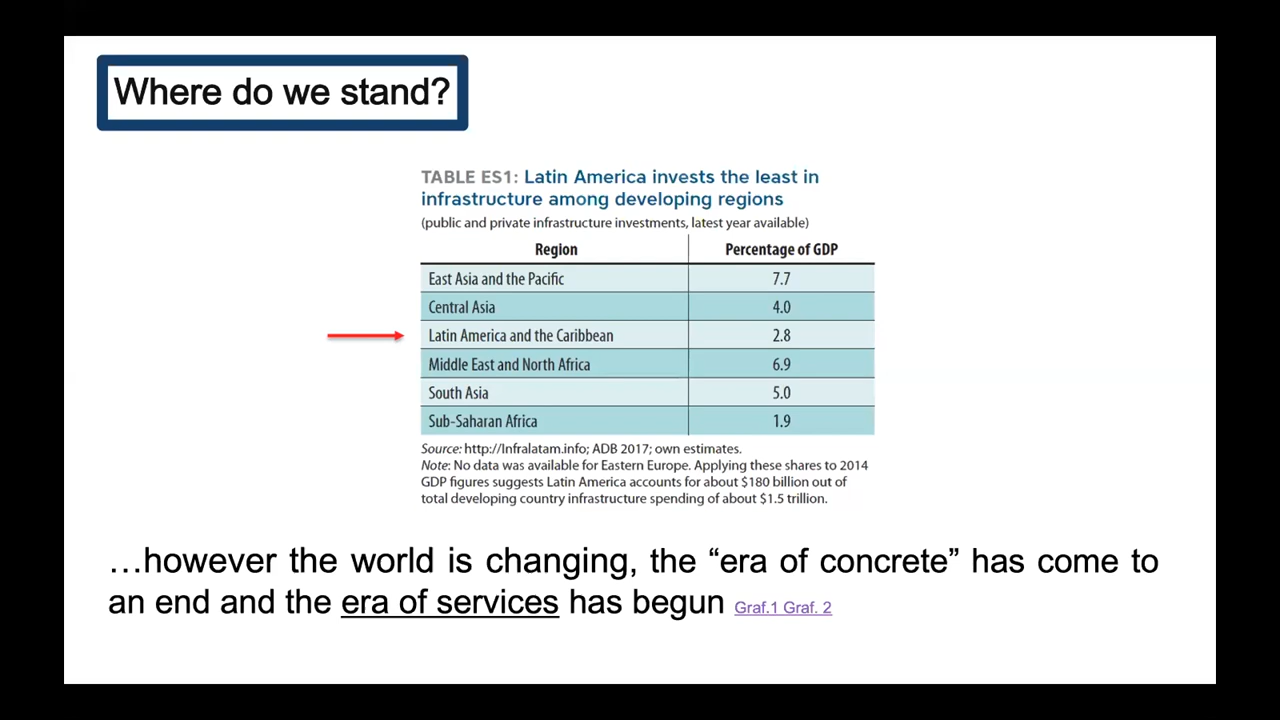 Where do we stand?
TABLE ES1: Latin America invests the least in
infrastructure among developing regions
(public and private infrastructure investments, latest year available)
Region Percentage of GDP
East Asia and the Pacific 7.7
Central Asia 4.0
Latin America and the Caribbean 2.8
Middle East and North Africa 6.9
South Asia 5.0
Sub-Saharan Africa 1.9
Source: http://Infralatam.info; ADB 2017; own estimates.
Note: No data was available for Eastern Europe. Applying these shares to 2014
GDP figures suggests Latin America accounts for about $180 billion out of
total developing country infrastructure spending of about $1.5 trillion.
…however the world is changing, the “era of concrete” has come to
an end and the era of services has begun Graf.1 Graf. 2